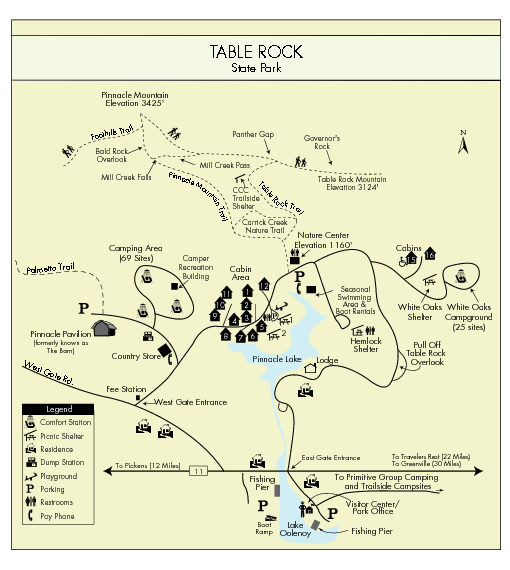 TABLE ROCK
State Park
Pinnacle Mountain
Elevation 3425'
Foothills Trail
Bald Rock
Overlook
Mill Creek Falls
Mill Creek Pass
Panther Gap
Governor's
Rock
Table Rock Mountain
Elevation 3124'
N
Pinnacle Mountain Trail
CCC
Trailside
Shelter
Table Rock Trail
Carrick Creek
Nature Trail
Nature Center
Elevation 1160'
Palmetto Trail
Camping Area
(69 Sites)
Camper
Recreation
Building
Cabin
Area
11
1
12
10
2
9
4
3
5
8
7
6
1
2
P
Seasonal
Swimming
Area &
Boat Rentals
Cabins
15
16
White Oaks
Shelter
White Oaks
Campground
(25 sites)
P
Pinnacle Pavilion
(formerly known as
The Barn)
Country Store
Hemlock
Shelter
Pull Off
Table Rock
Overlook
Pinnacle Lake
Lodge
West Gate Rd.
Fee Station
West Gate Entrance
Legend
Comfort Station
Picnic Shelter
Residence
Dump Station
Playground
P Parking
Restrooms
Pay Phone
To Pickens (12 Miles)
11
East Gate Entrance
To Travelers Rest (22 Miles)
To Greenville (30 Miles)
Fishing
Pier
To Primitive Group Camping
and Trailside Campsites
P
Boat
Ramp
Lake
Oolenoy
Visitor Center/
Park Office
P
Fishing Pier